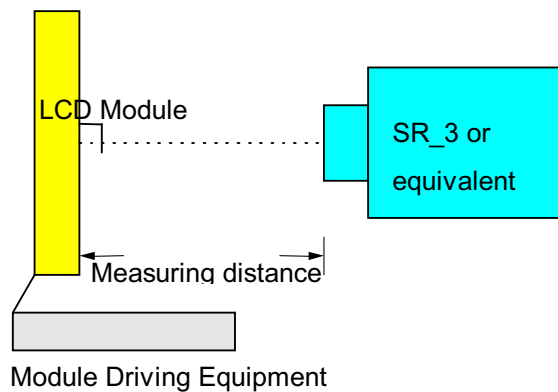 LCD Module
SR_3 or
equivalent
Measuring distance
Module Driving Equipment